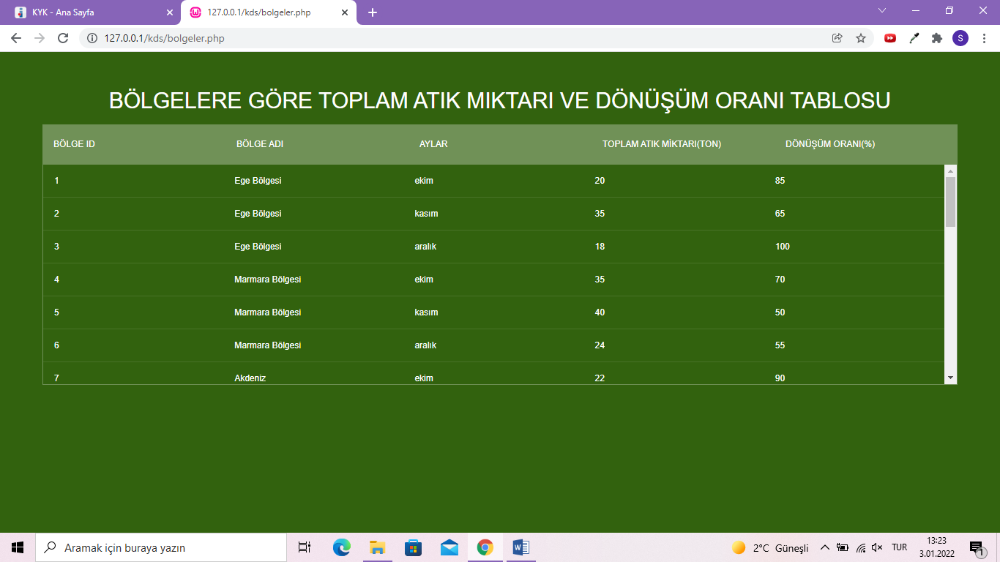 KYK - Ana Sayfa
127.0.0.1/kds/bolgeler.php
127.0.0.1/kds/bolgeler.php
S
BÖLGELERE GÖRE TOPLAM ATIK MIKTARI VE DÖNÜŞÜM ORANI TABLOSU
BÖLGE ID BÖLGE ADI AYLAR TOPLAM ATIK MİKTARI(TON) DÖNÜŞÜM ORANI(%)
1 Ege Bölgesi ekim 20 85
2 Ege Bölgesi kasım 35 65
3 Ege Bölgesi aralık 18 100
4 Marmara Bölgesi ekim 35 70
5 Marmara Bölgesi kasım 40 50
6 Marmara Bölgesi aralık 24 55
7 Akdeniz ekim 22 90
Aramak için buraya yazın
2°C Güneşli
TUR
13:23
3.01.2022
1